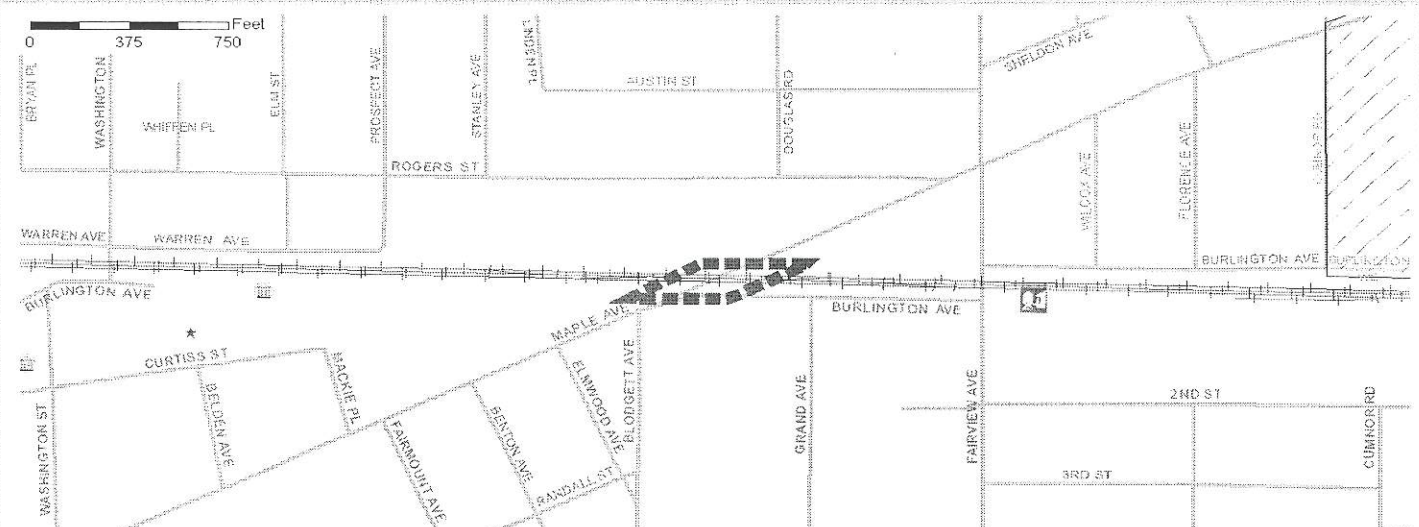 Feet
0 375 750
BRYAN PL
WASHINGTON
WHIFFEN PL
ELM ST
PROSPECT AVE
STANLEY AVE
LINDSEN PL
AUSTIN ST
DOUGLAS RD
SHELDON AVE
ROGERS ST
WILCOX AVE
FLORENCE AVE
WARREN AVE
WARREN AVE
BURLINGTON AVE
BURLINGTON
BURLINGTON AVE
BURLINGTON AVE
MAPLE AVE
CURTISS ST
MACKIE PL
BELDEN AVE
WASHINGTON ST
FAIRMOUNT AVE
BENTON AVE
ELMWOOD AVE
BLODGETT AVE
RANDALL ST
GRAND AVE
FAIRVIEW AVE
2ND ST
3RD ST
CUMNOR RD